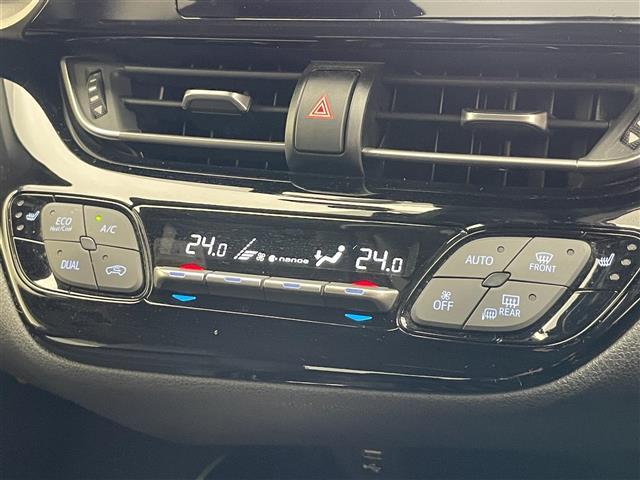 ECO
Heat/Cool
A/C
DUAL
24.0
nanoe
24.0
AUTO
FRONT
OFF
REAR